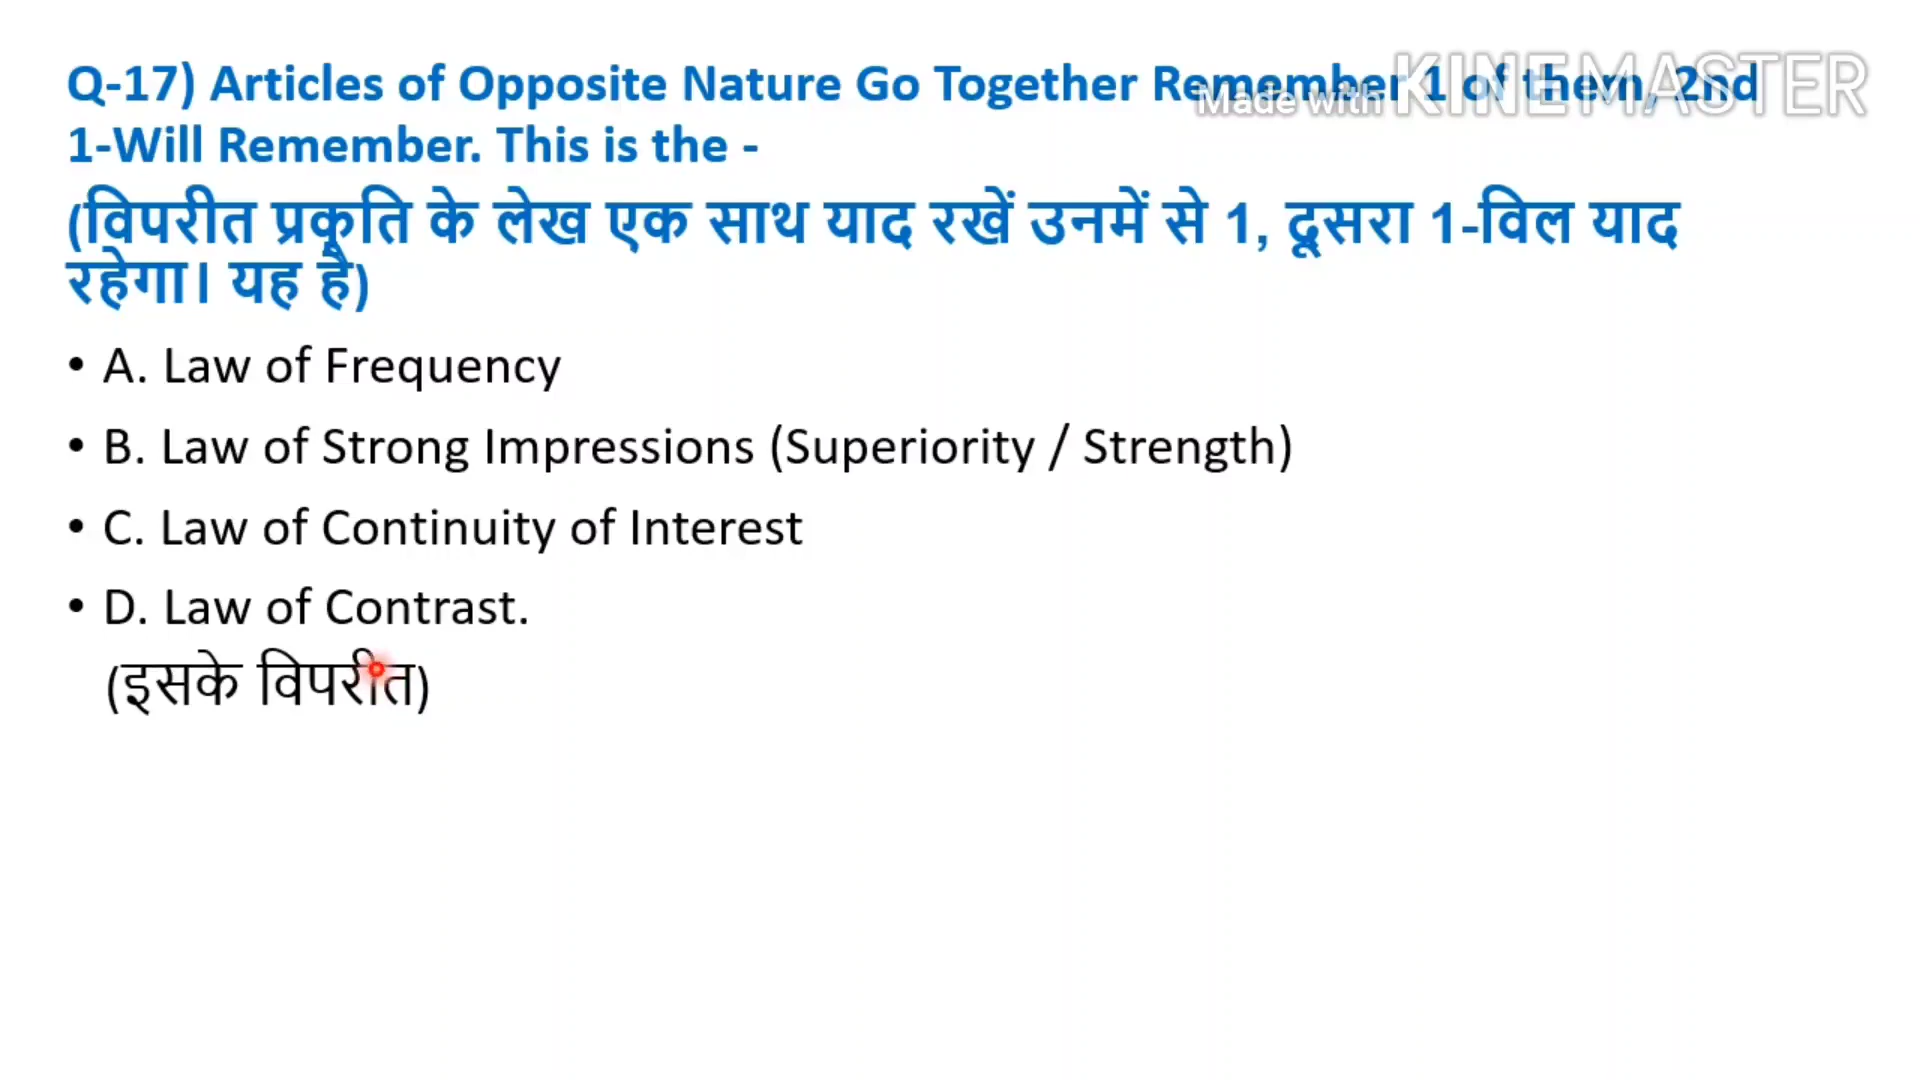 Q-17) Articles of Opposite Nature Go Together Remember 1 of them, 2nd
Made with KINEMASTER
1-Will Remember. This is the -
(विपरीत प्रकृति के लेख एक साथ याद रखें उनमें से 1, दूसरा 1-विल याद
रहेगा। यह है)
• A. Law of Frequency
• B. Law of Strong Impressions (Superiority / Strength)
• C. Law of Continuity of Interest
• D. Law of Contrast.
(इसके विपरीत)